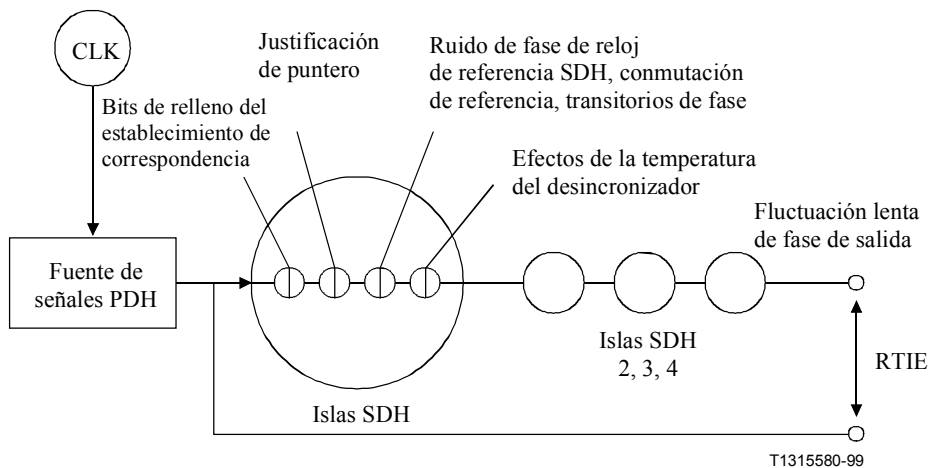 CLK
Justificación
de puntero
Ruido de fase de reloj
de referencia SDH, conmutación
de referencia, transitorios de fase
Bits de relleno del
establecimiento de
correspondencia
Efectos de la temperatura
del desincronizador
Fluctuación lenta
de fase de salida
Fuente de
señales PDH
Islas SDH
2, 3, 4
RTIE
Islas SDH
T1315580-99